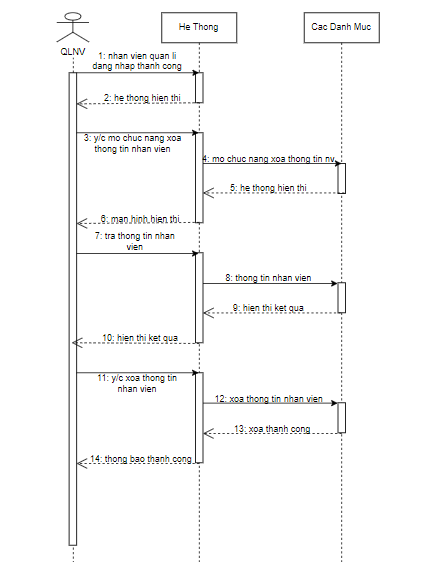 QLNV
He Thong
Cac Danh Muc
1: nhan vien quan li
dang nhap thanh cong
2: he thong hien thi
3: y/c mo chuc nang xoa
thong tin nhan vien
4: mo chuc nang xoa thong tin nv
5: he thong hien thi
6: man hinh hien thi
7: tra thong tin nhan
vien
8: thong tin nhan vien
9: hien thi ket qua
10: hien thi ket qua
11: y/c xoa thong tin
nhan vien
12: xoa thong tin nhan vien
13: xoa thanh cong
14: thong bao thanh cong